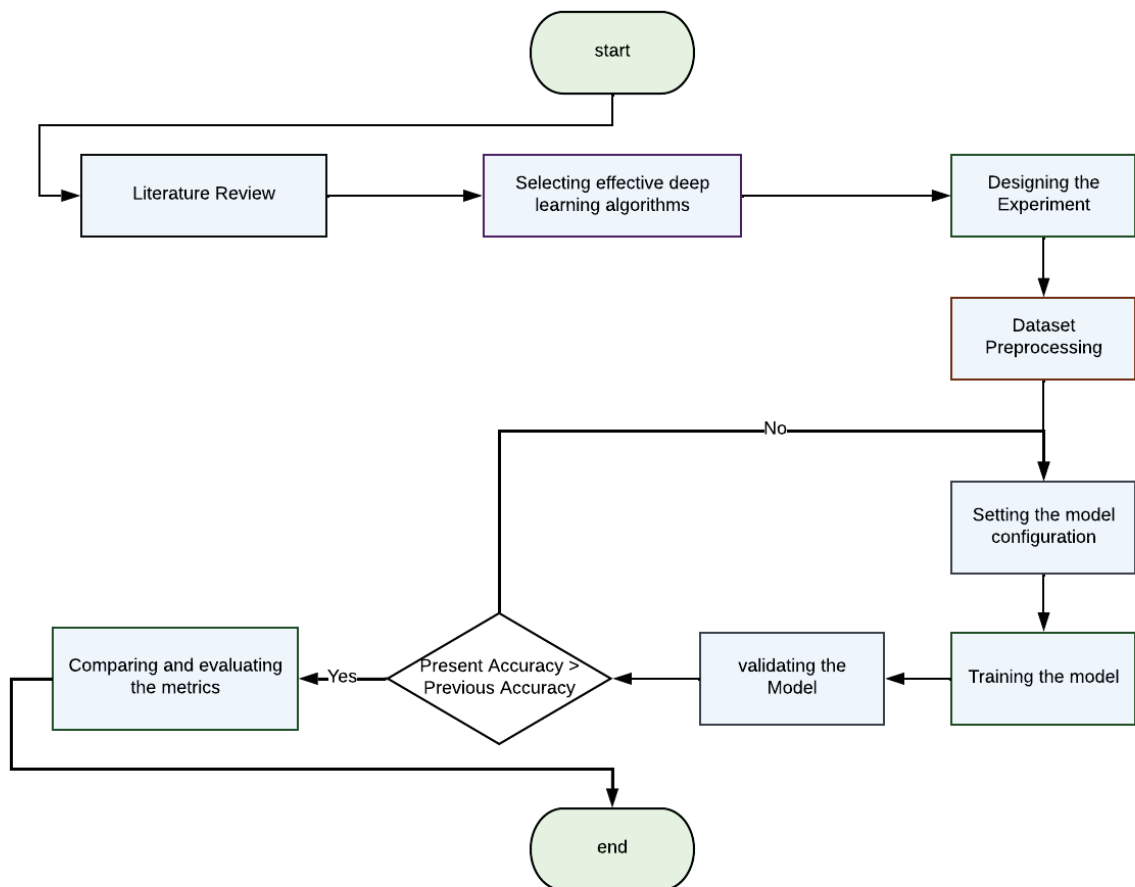 start
Literature Review
Selecting effective deep
learning algorithms
Designing the
Experiment
Dataset
Preprocessing
No
Setting the model
configuration
Training the model
validating the
Model
Present Accuracy >
Previous Accuracy
Yes
Comparing and evaluating
the metrics
end